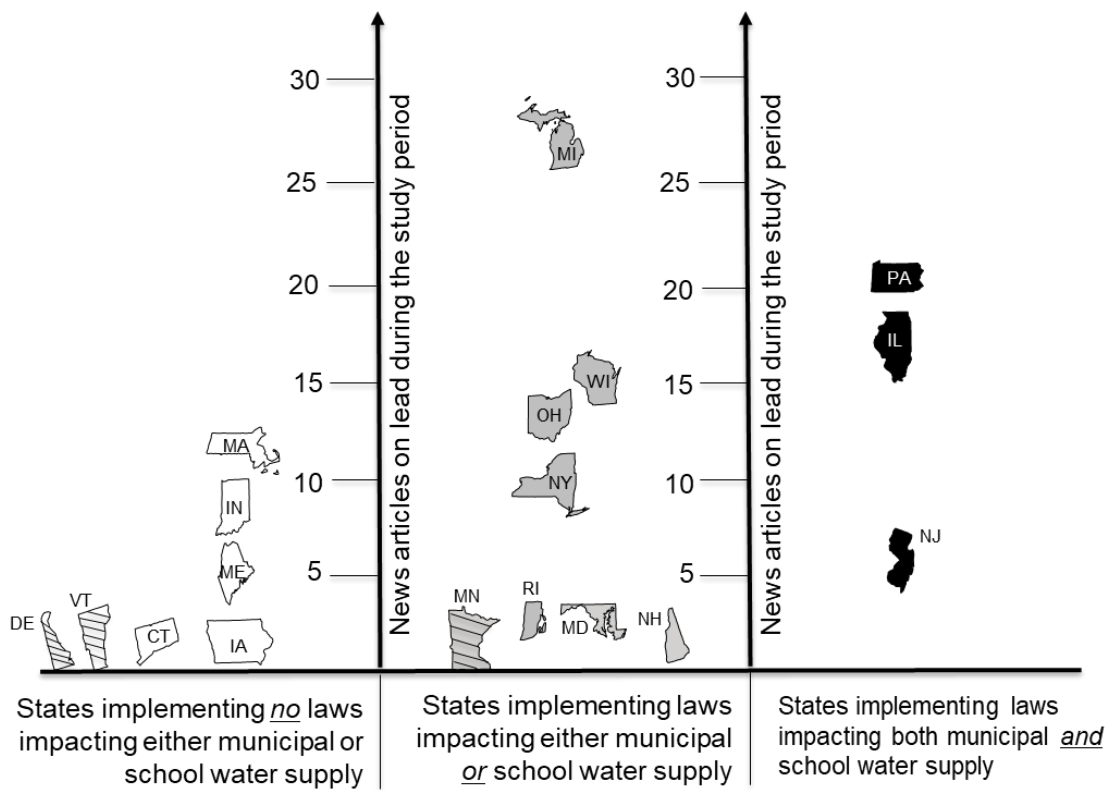 30
25
20
15
10
5
News articles on lead during the study period
30
25
20
15
10
5
News articles on lead during the study period
MA
IN
ME
VT
DE
CT
IA
MI
WI
OH
NY
MN
RI
MD
NH
PA
IL
NJ
States implementing no laws
impacting either municipal or
school water supply
States implementing laws
impacting either municipal
or school water supply
States implementing laws
impacting both municipal and
school water supply